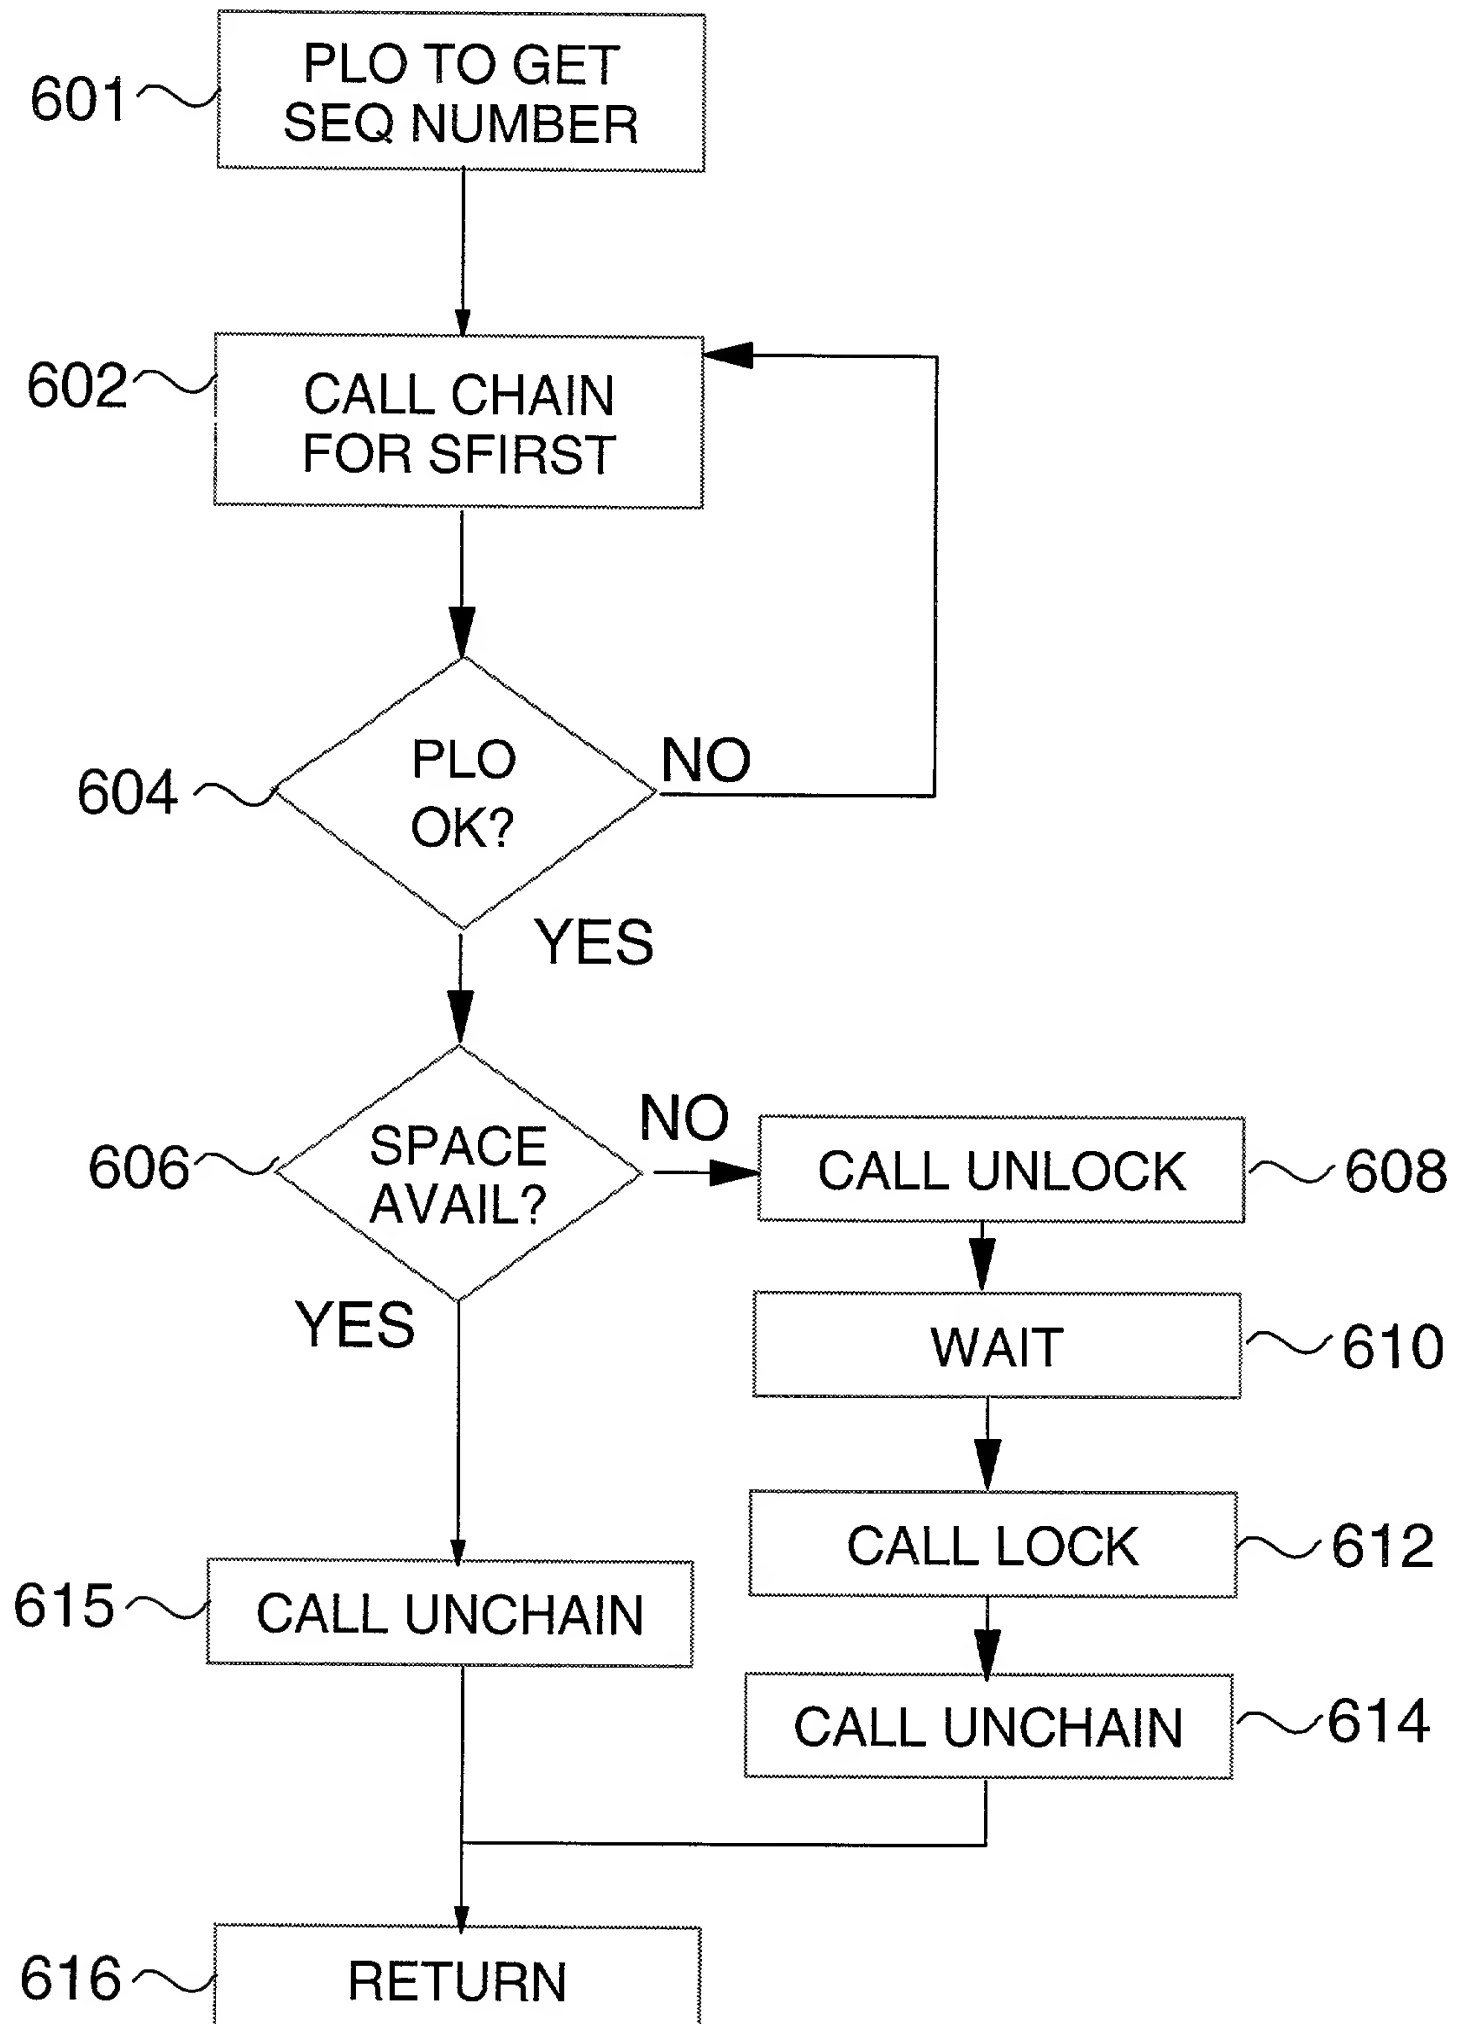 601
PLO TO GET
SEQ NUMBER
602
CALL CHAIN
FOR SFIRST
604
PLO
OK?
NO
YES
606
SPACE
AVAIL?
NO
CALL UNLOCK
608
YES
WAIT
610
CALL LOCK
612
615
CALL UNCHAIN
CALL UNCHAIN
614
616
RETURN